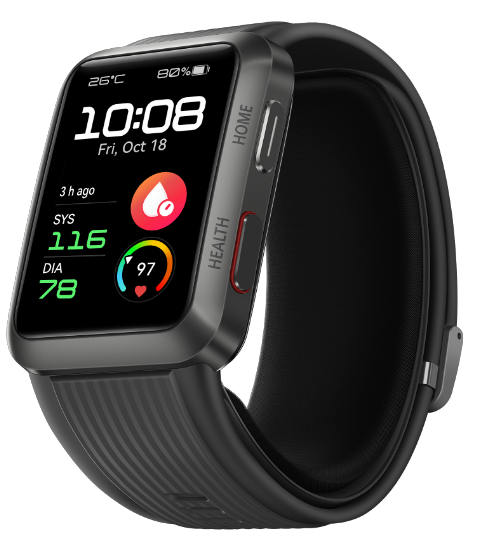 26°C 80%
10:08
Fri, Oct 18
3 h ago
SYS
116
DIA
78
97
HOME
HEALTH